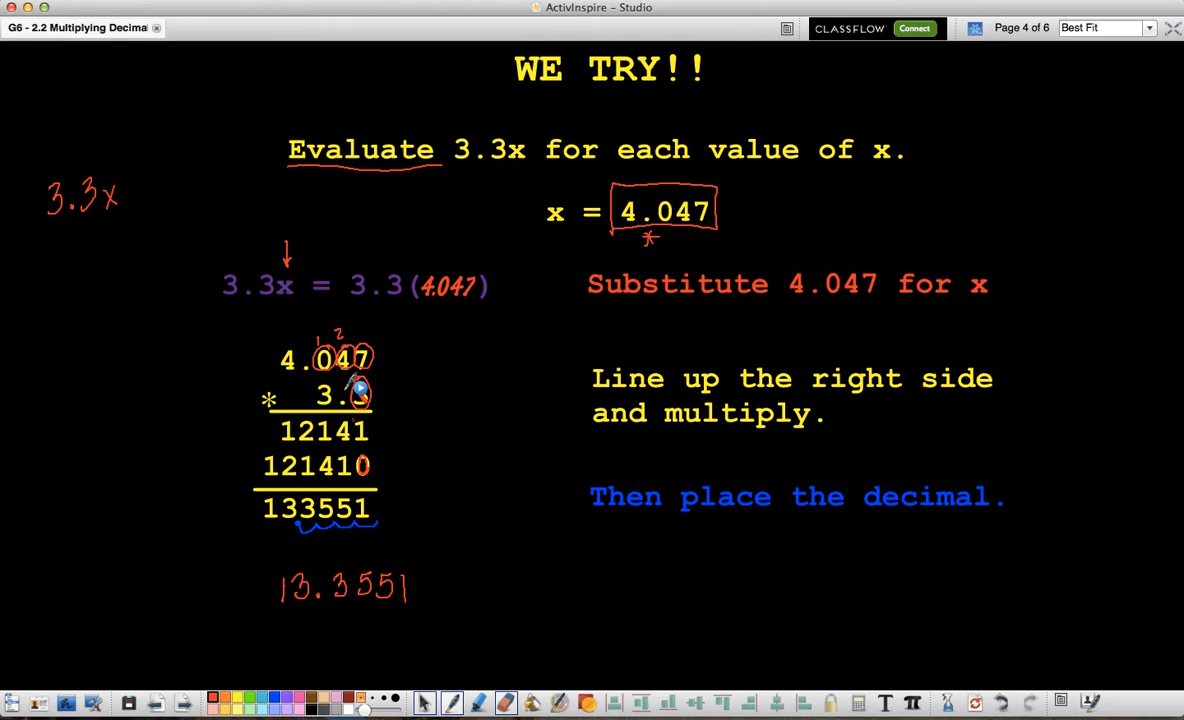 ActivInspire - Studio
G6 - 2.2 Multiplying Decima
CLASSFLOW Connect
Page 4 of 6
Best Fit
WE TRY!!
Evaluate 3.3x for each value of x.
3.3x
x = 4.047
*
3.3x = 3.3(4.047)
Substitute 4.047 for x
1 2
4.047
* 3.3
Line up the right side
and multiply.
12141
121410
133551
Then place the decimal.
13.3551
T π